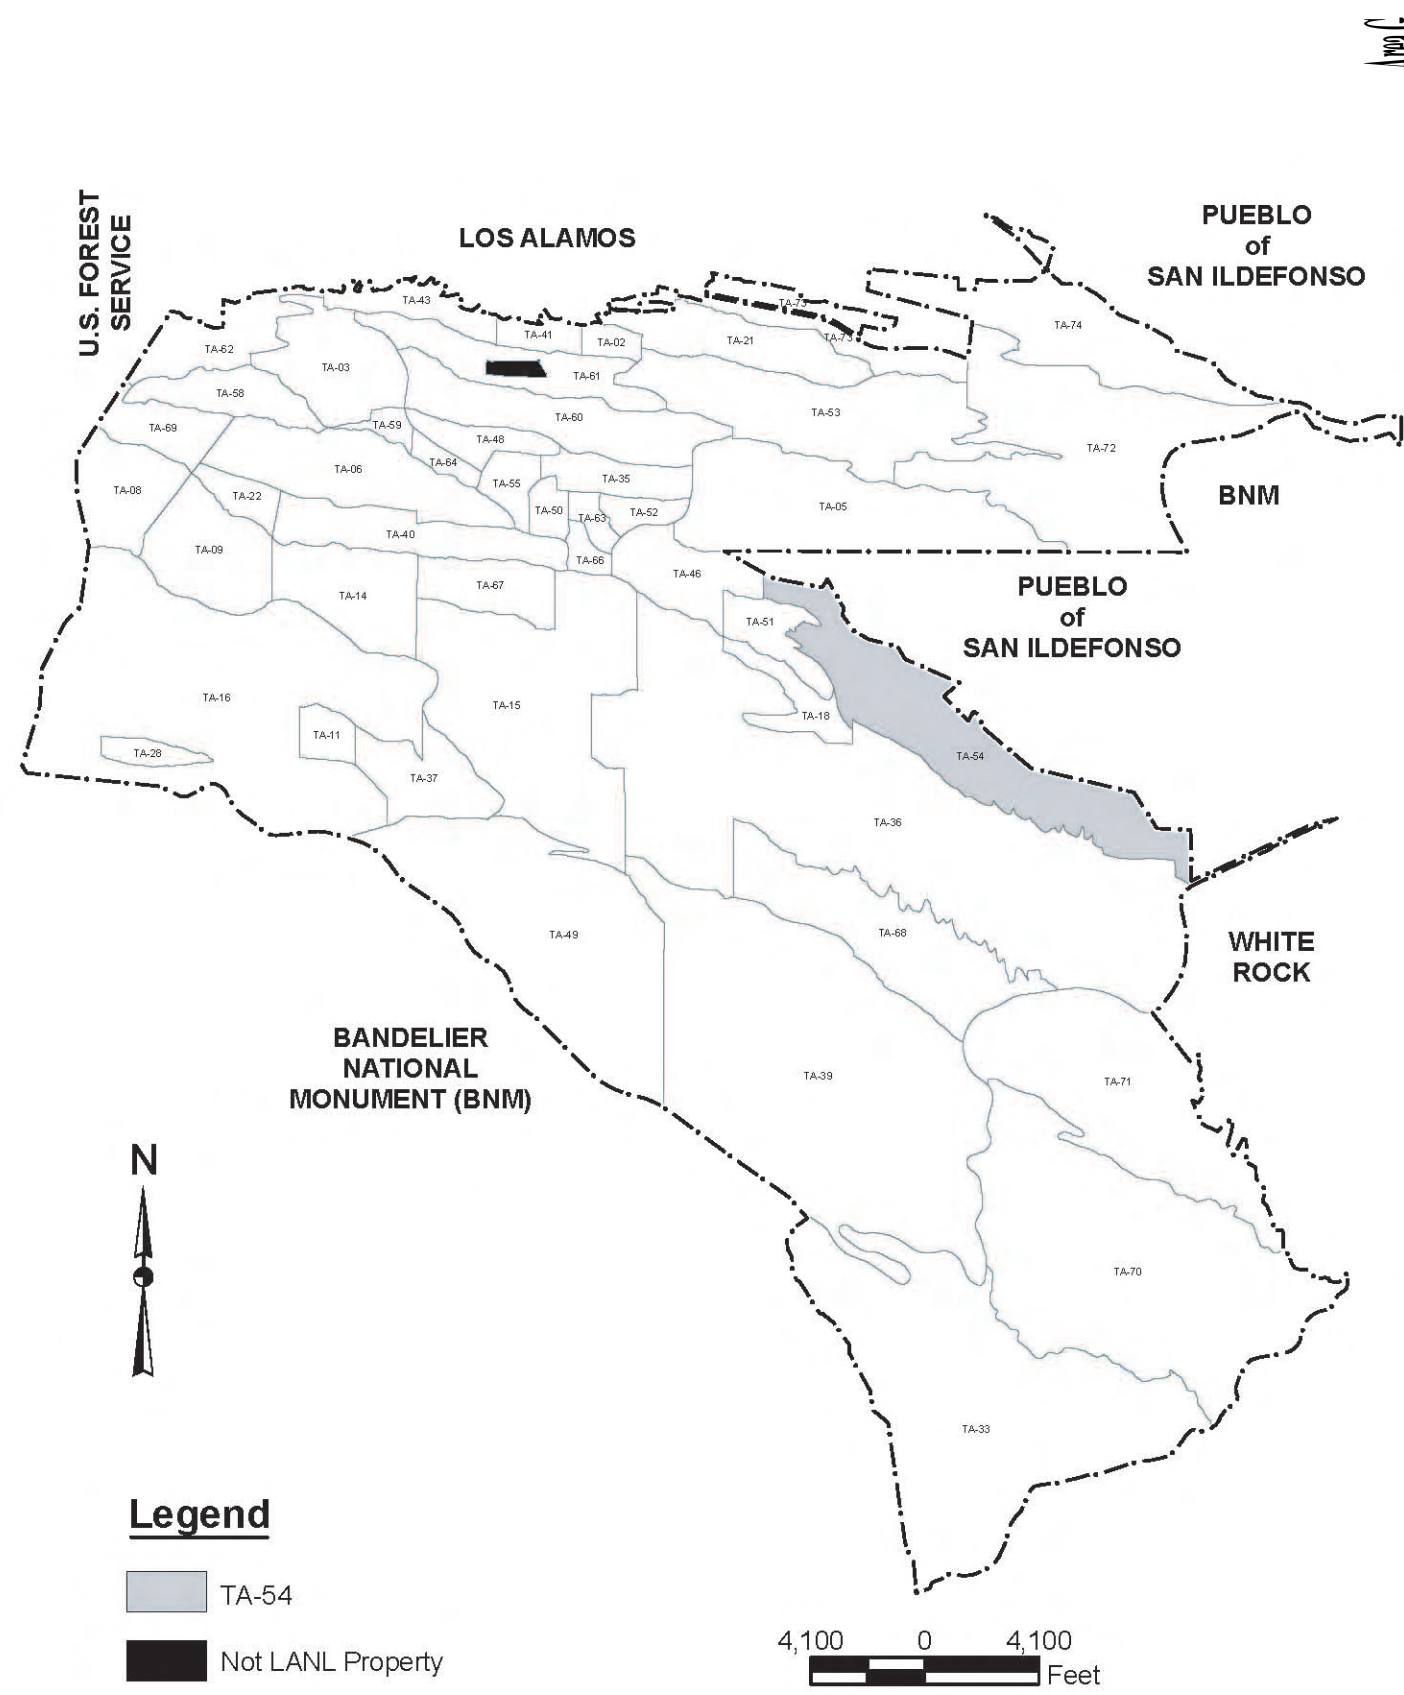 U.S. FOREST
SERVICE
LOS ALAMOS
PUEBLO
of
SAN ILDEFONSO
TA-43
TA-73
TA-74
TA-41
TA-02
TA-21
TA-73
TA-62
TA-03
TA-61
TA-58
TA-60
TA-53
TA-69
TA-59
TA-48
TA-72
TA-64
TA-06
TA-35
TA-08
TA-22
TA-55
BNM
TA-50
TA-63
TA-52
TA-05
TA-40
TA-09
TA-66
TA-46
TA-67
TA-14
PUEBLO
of
SAN ILDEFONSO
TA-51
TA-16
TA-15
TA-18
TA-11
TA-28
TA-54
TA-37
TA-36
TA-49
TA-68
WHITE
ROCK
BANDELIER
NATIONAL
MONUMENT (BNM)
TA-39
TA-71
N
TA-70
TA-33
Legend
TA-54
Not LANL Property
4,100 0 4,100
Feet